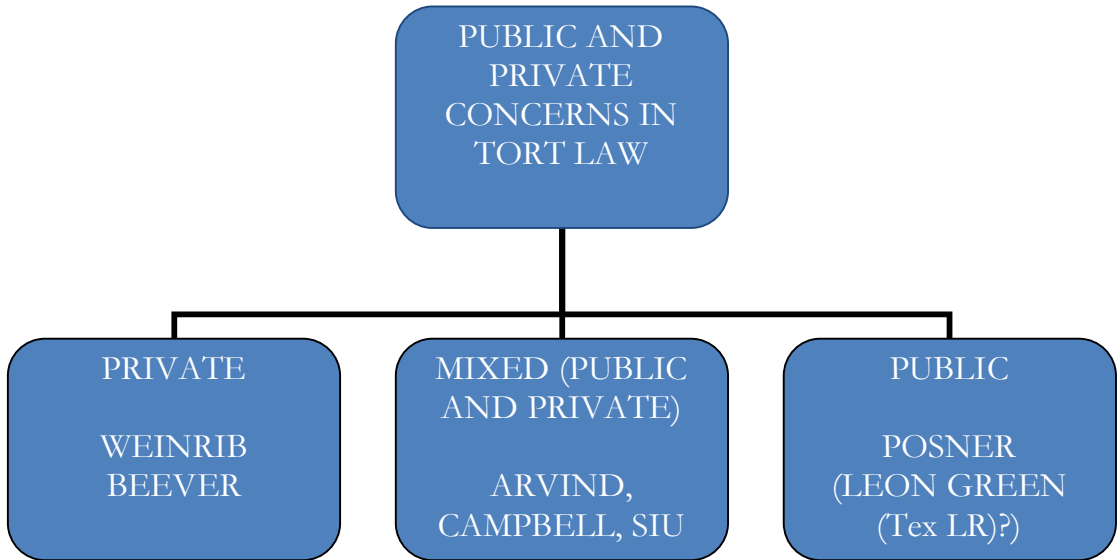 PUBLIC AND
PRIVATE
CONCERNS IN
TORT LAW
PRIVATE
WEINRIB
BEEVER
MIXED (PUBLIC
AND PRIVATE)
ARVIND,
CAMPBELL, SIU
PUBLIC
POSNER
(LEON GREEN
(Tex LR)?)